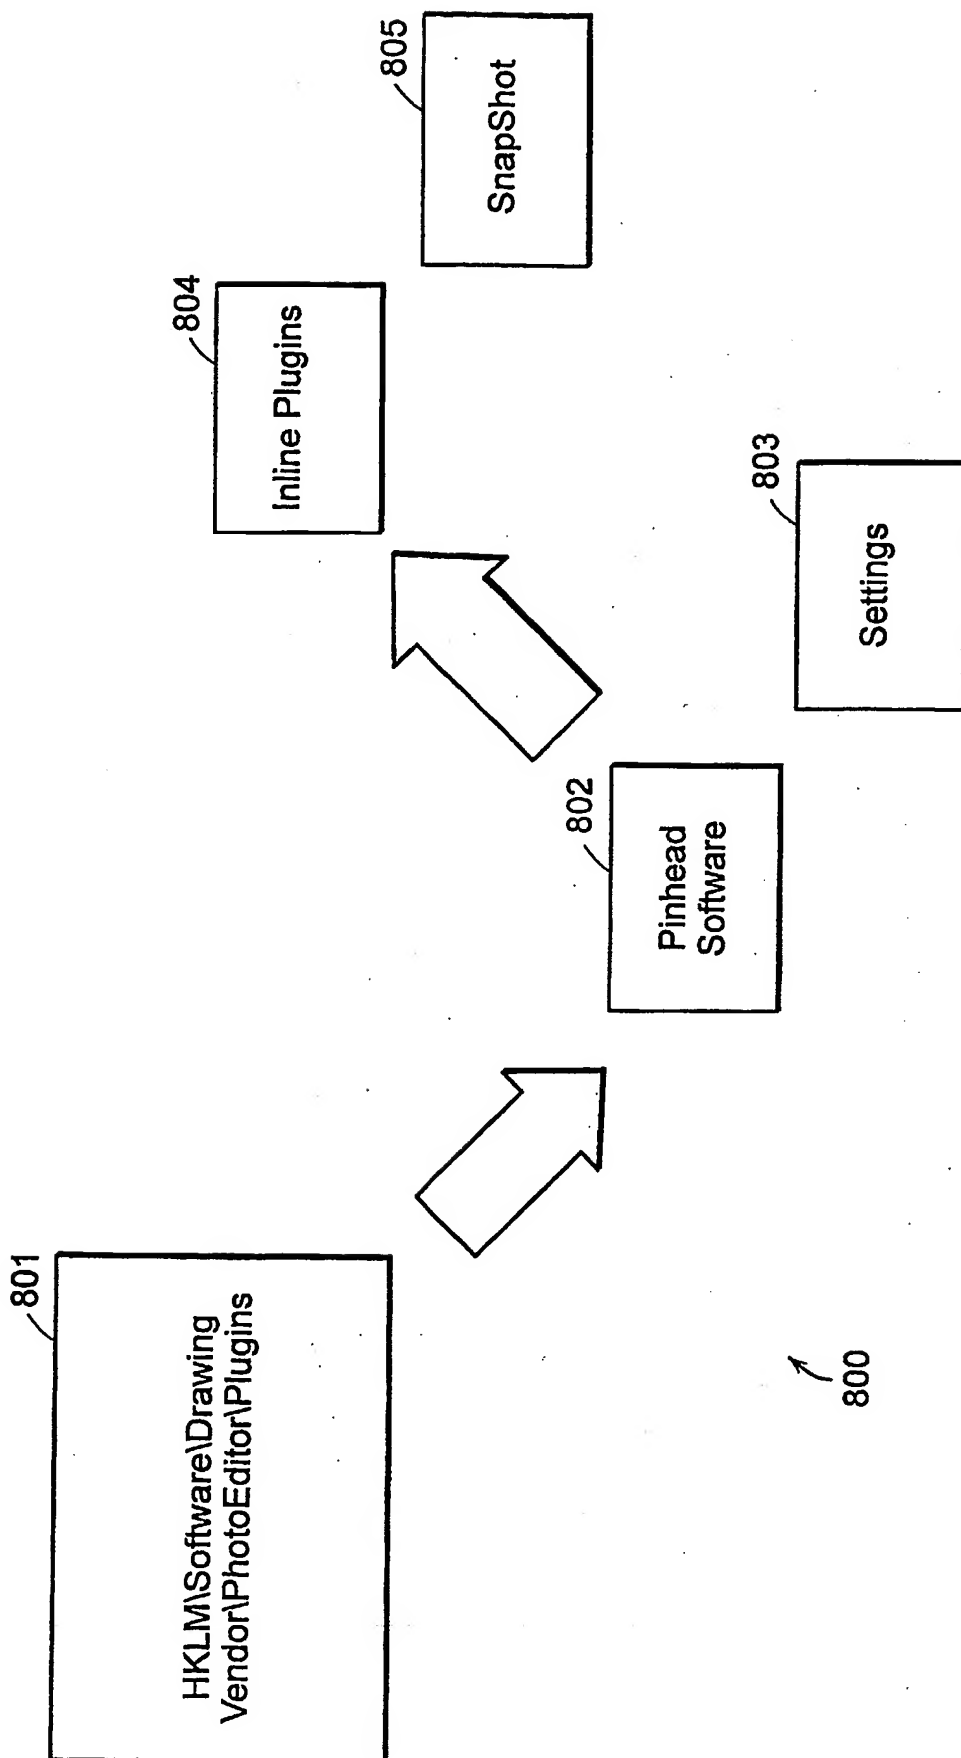 801
HKLM\Software\Drawing
Vendor\PhotoEditor\Plugins
802
Pinhead
Software
803
Settings
804
Inline Plugins
805
SnapShot
800